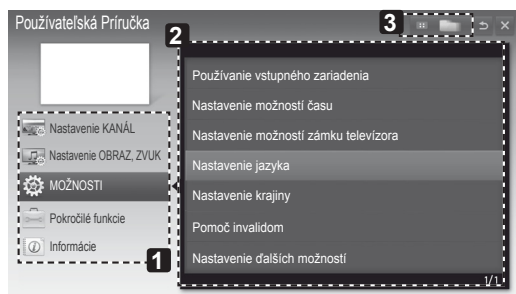 Používateľská Príručka
3
2
Nastavenie KANÁL
Nastavenie OBRAZ, ZVUK
MOŽNOSTI
Pokročilé funkcie
Informácie
1
Používanie vstupného zariadenia
Nastavenie možností času
Nastavenie možností zámku televízora
Nastavenie jazyka
Nastavenie krajiny
Pomoč invalidom
Nastavenie ďalších možností
1/1